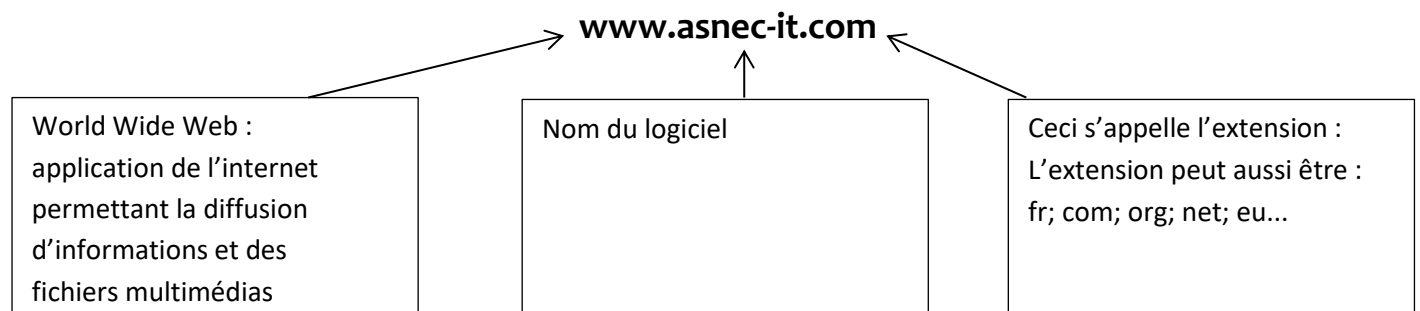 www.asnec-it.com
World Wide Web :
application de l’internet
permettant la diffusion
d’informations et des
fichiers multimédias
Nom du logiciel
Ceci s’appelle l’extension :
L’extension peut aussi être :
fr; com; org; net; eu...